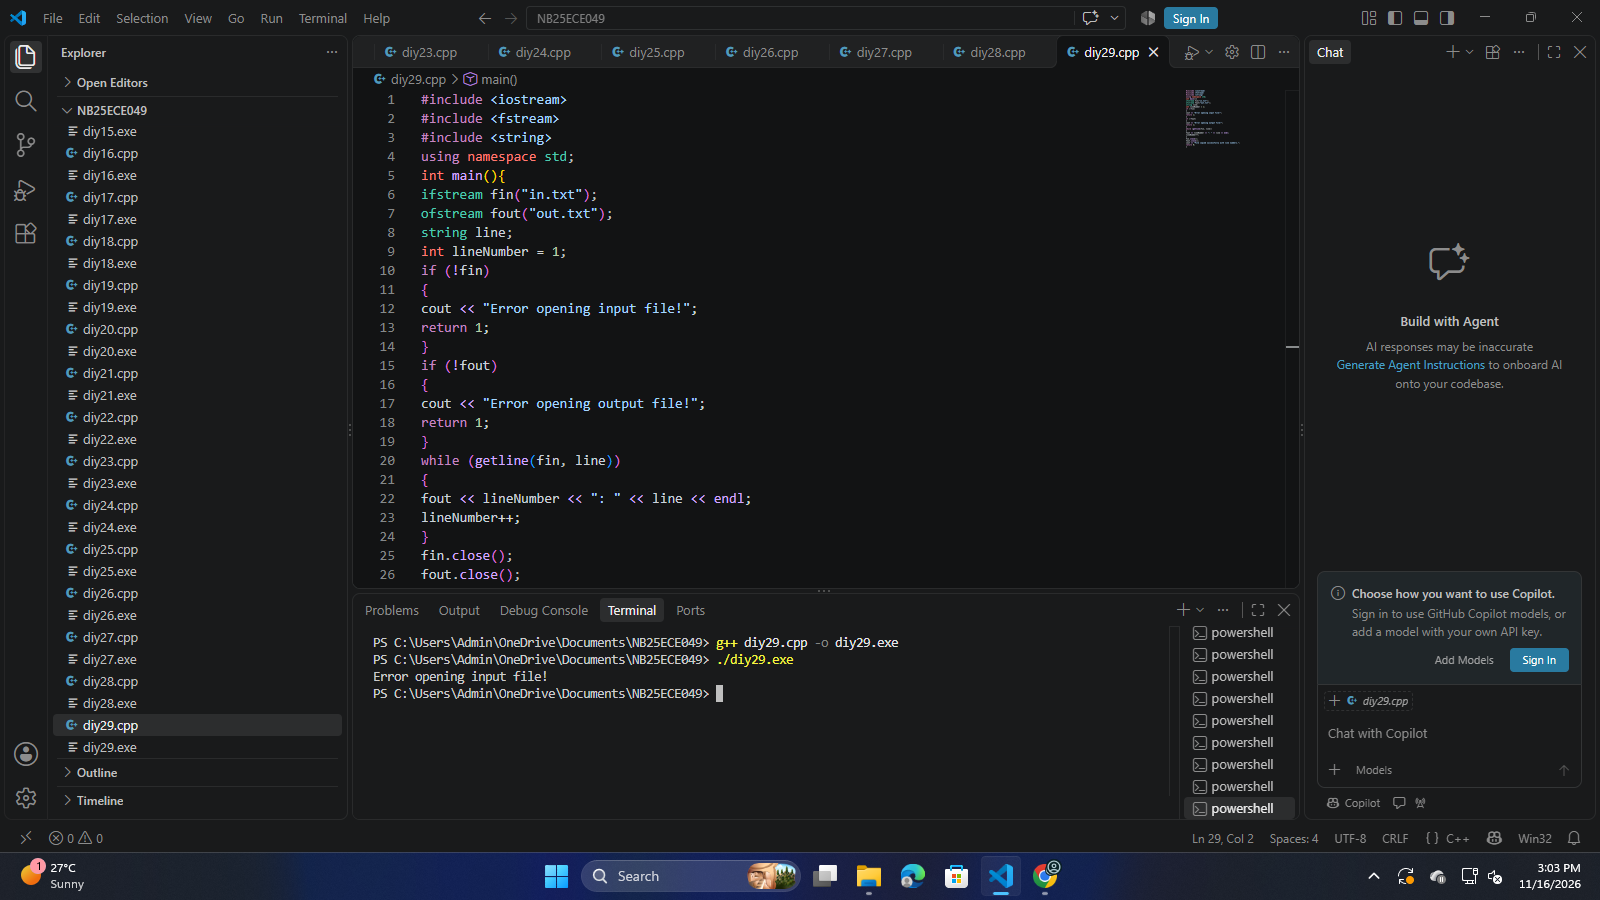 File Edit Selection View Go Run Terminal Help
NB25ECE049
Sign In
Explorer
Open Editors
NB25ECE049
diy15.exe
diy16.cpp
diy16.exe
diy17.cpp
diy17.exe
diy18.cpp
diy18.exe
diy19.cpp
diy19.exe
diy20.cpp
diy20.exe
diy21.cpp
diy21.exe
diy22.cpp
diy22.exe
diy23.cpp
diy23.exe
diy24.cpp
diy24.exe
diy25.cpp
diy25.exe
diy26.cpp
diy26.exe
diy27.cpp
diy27.exe
diy28.cpp
diy28.exe
diy29.cpp
diy29.exe
Outline
Timeline
diy23.cpp diy24.cpp diy25.cpp diy26.cpp diy27.cpp diy28.cpp diy29.cpp
diy29.cpp > main()
1 #include <iostream>
2 #include <fstream>
3 #include <string>
4 using namespace std;
5 int main(){
6 ifstream fin("in.txt");
7 ofstream fout("out.txt");
8 string line;
9 int lineNumber = 1;
10 if (!fin)
11 {
12 cout << "Error opening input file!";
13 return 1;
14 }
15 if (!fout)
16 {
17 cout << "Error opening output file!";
18 return 1;
19 }
20 while (getline(fin, line))
21 {
22 fout << lineNumber << ": " << line << endl;
23 lineNumber++;
24 }
25 fin.close();
26 fout.close();
Problems Output Debug Console Terminal Ports
PS C:\Users\Admin\OneDrive\Documents\NB25ECE049> g++ diy29.cpp -o diy29.exe
PS C:\Users\Admin\OneDrive\Documents\NB25ECE049> ./diy29.exe
Error opening input file!
PS C:\Users\Admin\OneDrive\Documents\NB25ECE049>
powershell
powershell
powershell
powershell
powershell
powershell
powershell
powershell
powershell
Chat
Build with Agent
AI responses may be inaccurate
Generate Agent Instructions to onboard AI
onto your codebase.
Choose how you want to use Copilot.
Sign in to use GitHub Copilot models, or
add a model with your own API key.
Add Models Sign In
diy29.cpp
Chat with Copilot
Models
Copilot
0 0
Ln 29, Col 2 Spaces: 4 UTF-8 CRLF {} C++ Win32
1
27°C
Sunny
Search
3:03 PM
11/16/2026